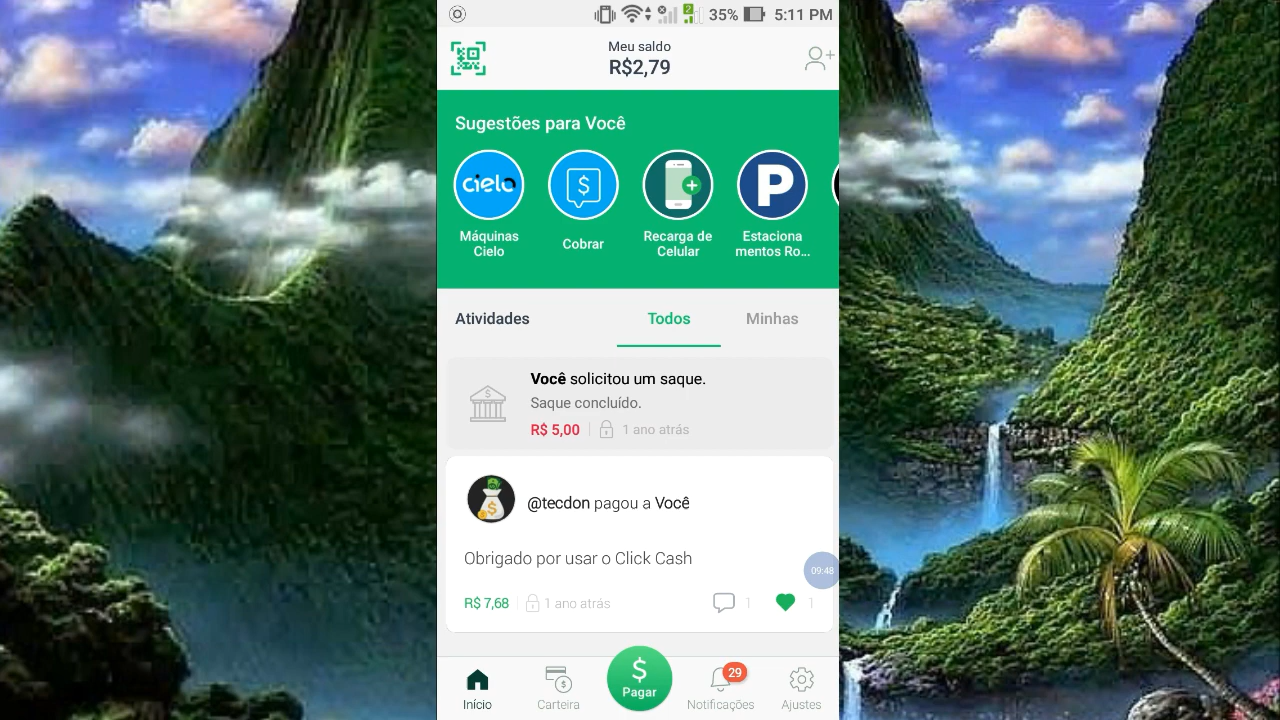 2
35%
5:11 PM
Meu saldo
R$2,79
Sugestões para Você
cielo
$
P
Máquinas
Cielo
Cobrar
Recarga de
Celular
Estaciona
mentos Ro...
Atividades
Todos
Minhas
Você solicitou um saque.
Saque concluído.
R$ 5,00
1 ano atrás
@tecdon pagou a Você
Obrigado por usar o Click Cash
09:48
R$ 7,68
1 ano atrás
1
1
$
Pagar
29
Início
Carteira
Notificações
Ajustes